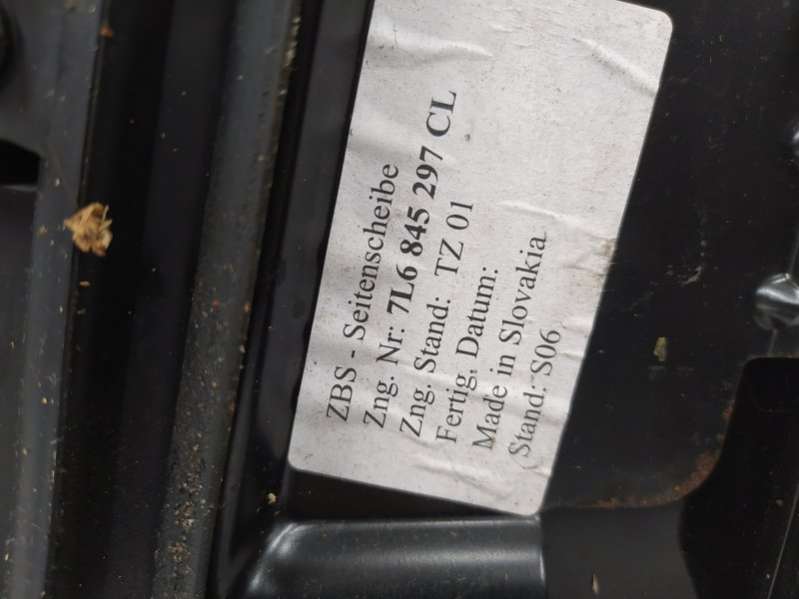 ZBS - Seitenscheibe
Zng. Nr: 7L6 845 297 CL
Zng. Stand: TZ 01
Fertig. Datum:
Made in Slovakia
Stand: S06